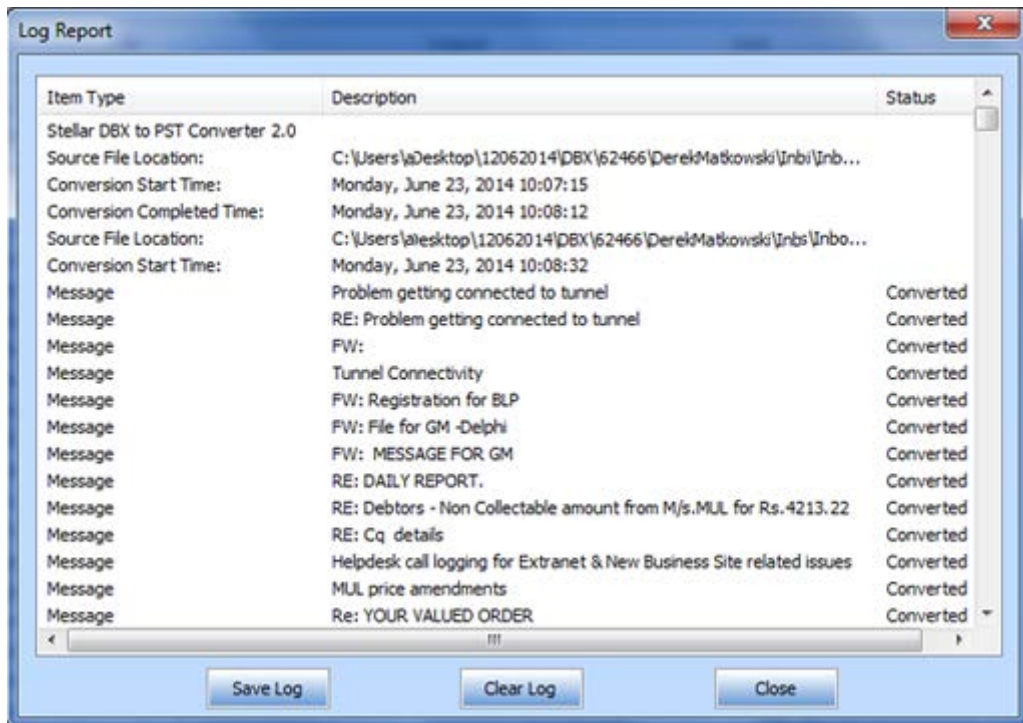 Log Report
Item Type Description Status
Stellar DBX to PST Converter 2.0
Source File Location: C:\Users\aDesktop\12062014\DBX\62466\DerekMatkowski\Inbi\Inb...
Conversion Start Time: Monday, June 23, 2014 10:07:15
Conversion Completed Time: Monday, June 23, 2014 10:08:12
Source File Location: C:\Users\alesktop\12062014\DBX\62466\DerekMatkowski\Inbs\Inbo...
Conversion Start Time: Monday, June 23, 2014 10:08:32
Message Problem getting connected to tunnel Converted
Message RE: Problem getting connected to tunnel Converted
Message FW: Converted
Message Tunnel Connectivity Converted
Message FW: Registration for BLP Converted
Message FW: File for GM -Delphi Converted
Message FW:  MESSAGE FOR GM Converted
Message RE: DAILY REPORT. Converted
Message RE: Debtors - Non Collectable amount from M/s.MUL for Rs.4213.22 Converted
Message RE: Cq  details Converted
Message Helpdesk call logging for Extranet & New Business Site related issues Converted
Message MUL price amendments Converted
Message Re: YOUR VALUED ORDER Converted
Save Log Clear Log Close